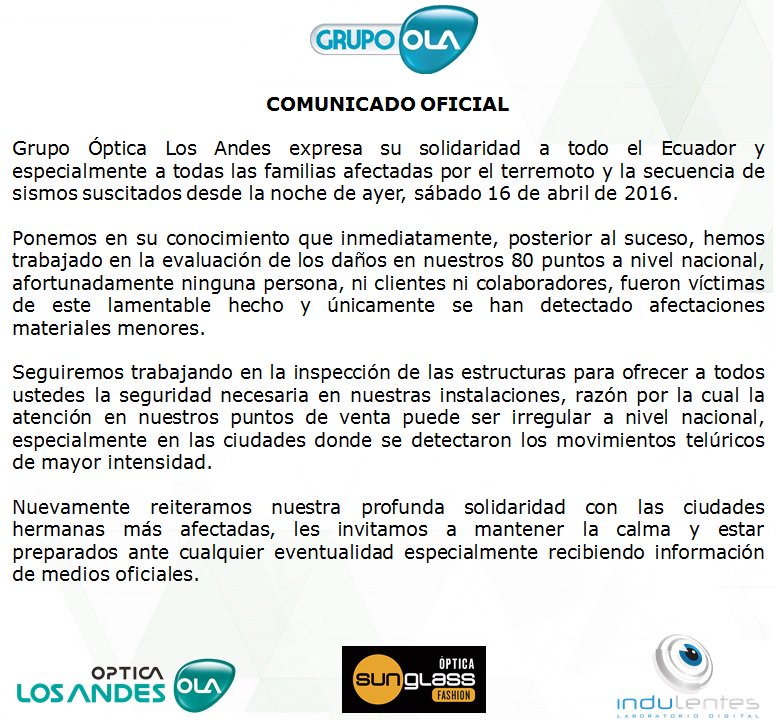 GRUPO OLA
COMUNICADO OFICIAL
Grupo Óptica Los Andes expresa su solidaridad a todo el Ecuador y
especialmente a todas las familias afectadas por el terremoto y la secuencia de
sismos suscitados desde la noche de ayer, sábado 16 de abril de 2016.
Ponemos en su conocimiento que inmediatamente, posterior al suceso, hemos
trabajado en la evaluación de los daños en nuestros 80 puntos a nivel nacional,
afortunadamente ninguna persona, ni clientes ni colaboradores, fueron víctimas
de este lamentable hecho y únicamente se han detectado afectaciones
materiales menores.
Seguiremos trabajando en la inspección de las estructuras para ofrecer a todos
ustedes la seguridad necesaria en nuestras instalaciones, razón por la cual la
atención en nuestros puntos de venta puede ser irregular a nivel nacional,
especialmente en las ciudades donde se detectaron los movimientos telúricos
de mayor intensidad.
Nuevamente reiteramos nuestra profunda solidaridad con las ciudades
hermanas más afectadas, les invitamos a mantener la calma y estar
preparados ante cualquier eventualidad especialmente recibiendo información
de medios oficiales.
OPTICA
LOS ANDES OLA
ÓPTICA
sunglass
FASHION
induLentes
LABORATORIO DIGITAL